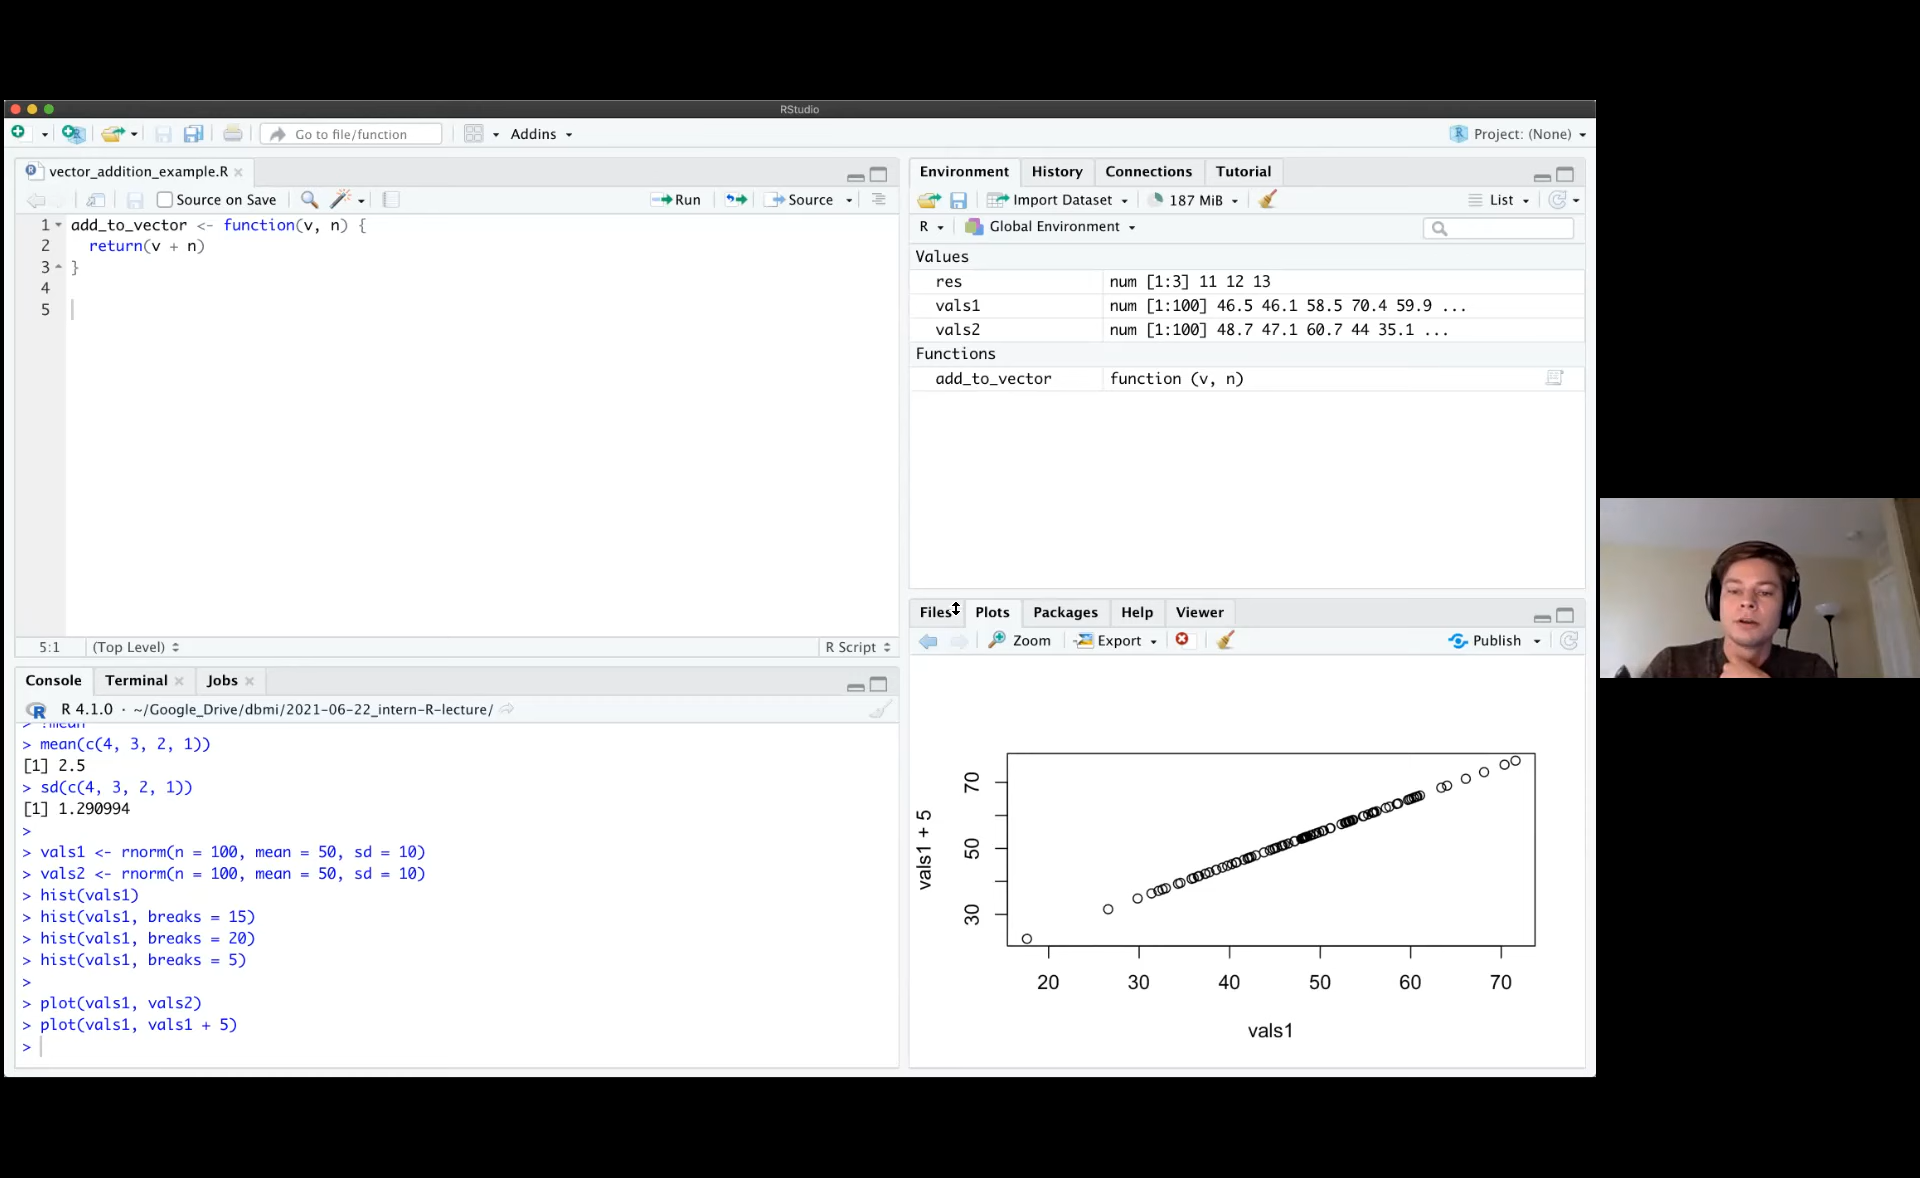 RStudio
Go to file/function
Addins
Project: (None)
vector_addition_example.R
Source on Save
Run
Source
1 add_to_vector <- function(v, n) {
2 return(v + n)
3 }
4
5
5:1 (Top Level)
R Script
Console Terminal Jobs
R 4.1.0 · ~/Google_Drive/dbmi/2021-06-22_intern-R-lecture/
> mean(c(4, 3, 2, 1))
[1] 2.5
> sd(c(4, 3, 2, 1))
[1] 1.290994
>
> vals1 <- rnorm(n = 100, mean = 50, sd = 10)
> vals2 <- rnorm(n = 100, mean = 50, sd = 10)
> hist(vals1)
> hist(vals1, breaks = 15)
> hist(vals1, breaks = 20)
> hist(vals1, breaks = 5)
>
> plot(vals1, vals2)
> plot(vals1, vals1 + 5)
>
Environment History Connections Tutorial
Import Dataset
187 MiB
List
R
Global Environment
Values
res num [1:3] 11 12 13
vals1 num [1:100] 46.5 46.1 58.5 70.4 59.9 ...
vals2 num [1:100] 48.7 47.1 60.7 44 35.1 ...
Functions
add_to_vector function (v, n)
Files Plots Packages Help Viewer
Zoom
Export
Publish
vals1 + 5
70
50
30
20 30 40 50 60 70
vals1